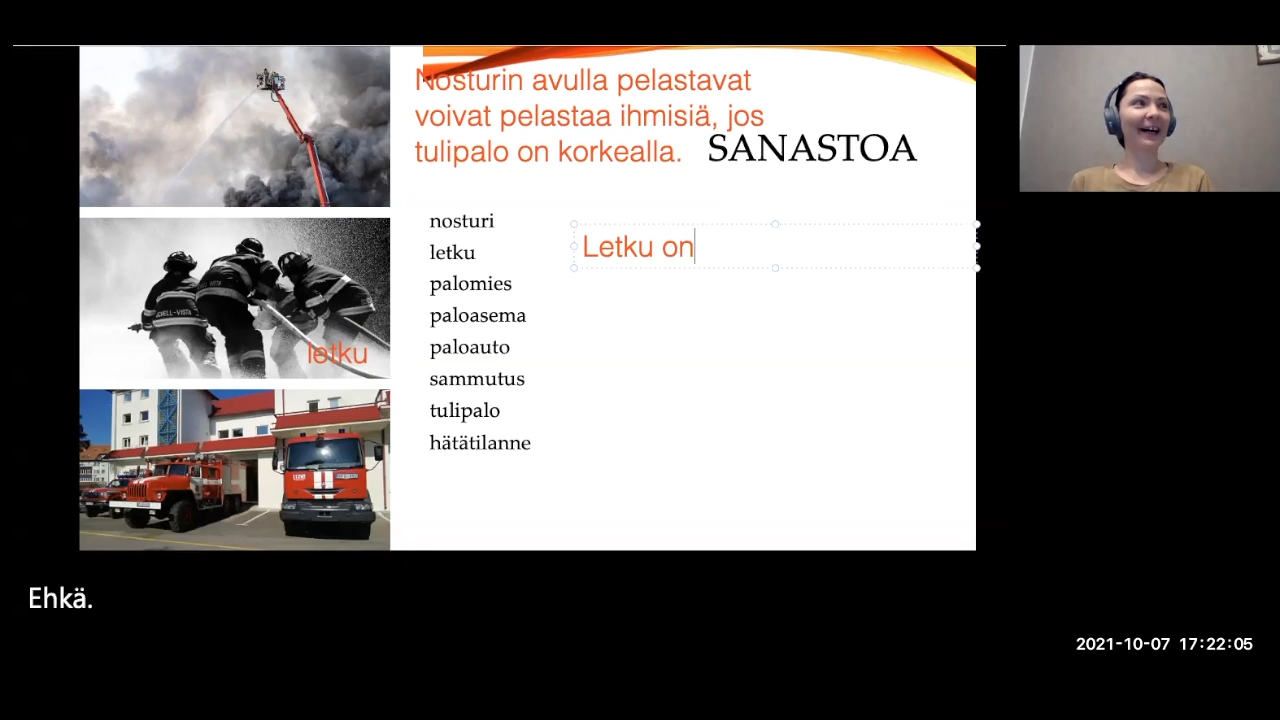 Nosturin avulla pelastavat
voivat pelastaa ihmisiä, jos
tulipalo on korkealla.
SANASTOA
nosturi
letku
palomies
paloasema
paloauto
sammutus
tulipalo
hätätilanne
Letku on
letku
Ehkä.
2021-10-07 17:22:05